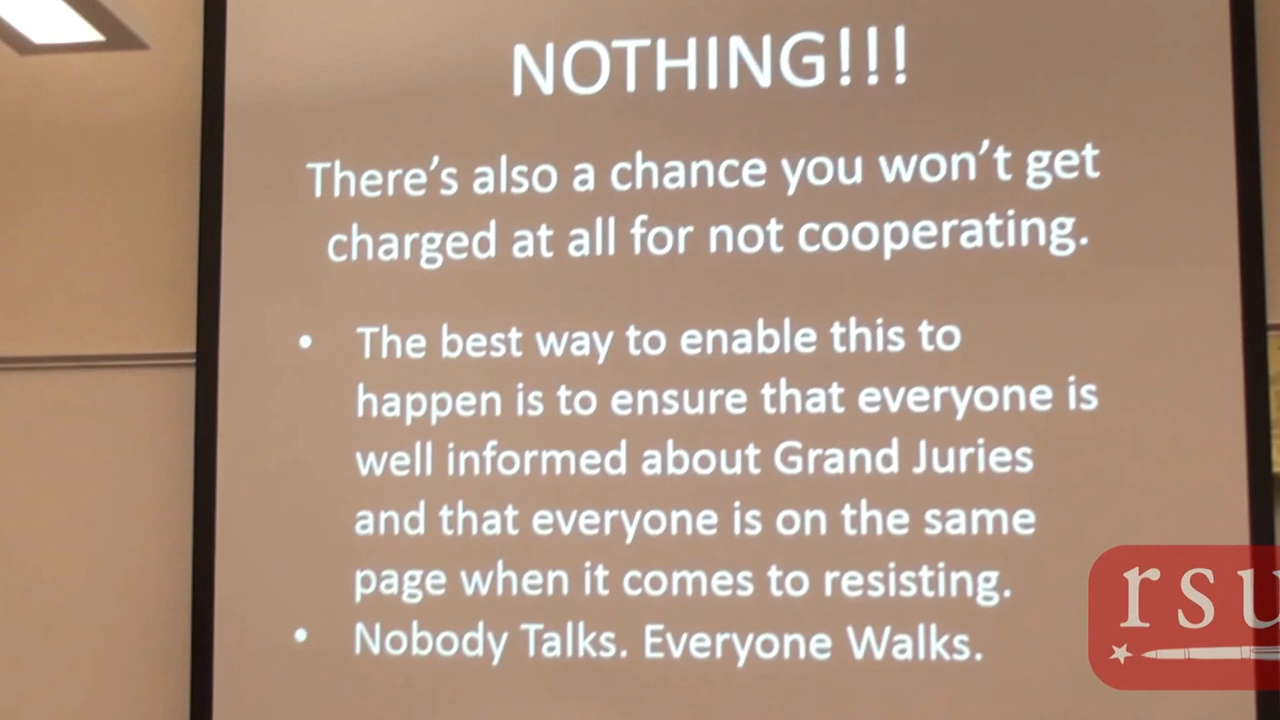 NOTHING!!!
There's also a chance you won't get
charged at all for not cooperating.
• The best way to enable this to
happen is to ensure that everyone is
well informed about Grand Juries
and that everyone is on the same
page when it comes to resisting.
• Nobody Talks. Everyone Walks.
rsu